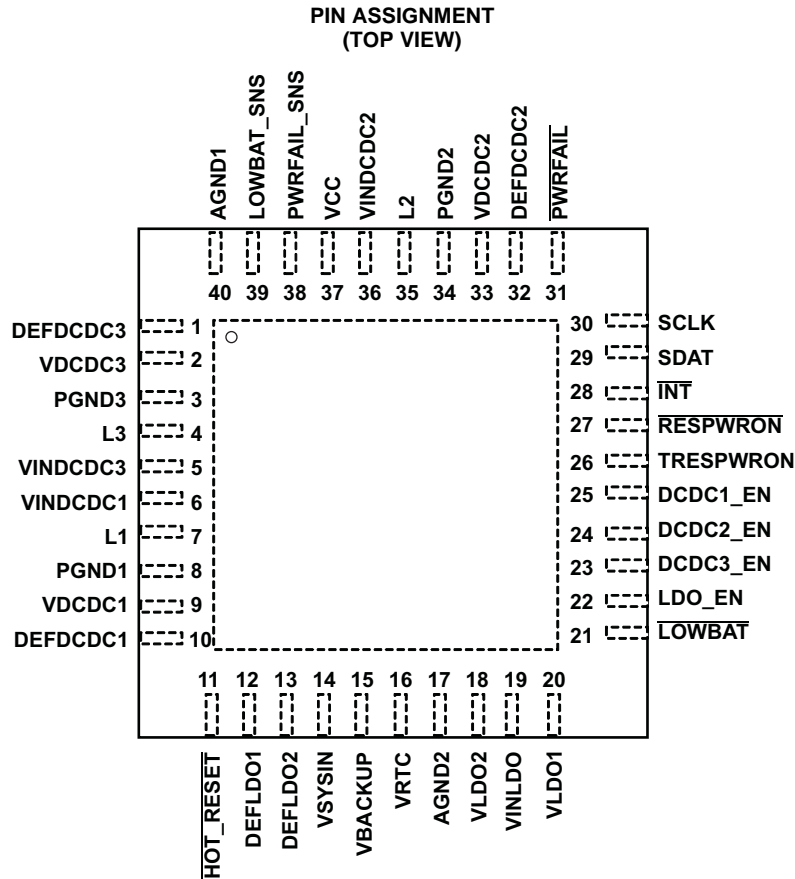 PIN ASSIGNMENT
(TOP VIEW)
AGND1
LOWBAT_SNS
PWRFAIL_SNS
VCC
VINDCDC2
L2
PGND2
VDCDC2
DEFDCDC2
PWRFAIL
40 39 38 37 36 35 34 33 32 31
DEFDCDC3 1
VDCDC3 2
PGND3 3
L3 4
VINDCDC3 5
VINDCDC1 6
L1 7
PGND1 8
VDCDC1 9
DEFDCDC1 10
30 SCLK
29 SDAT
28 INT
27 RESPWRON
26 TRESPWRON
25 DCDC1_EN
24 DCDC2_EN
23 DCDC3_EN
22 LDO_EN
21 LOWBAT
11 12 13 14 15 16 17 18 19 20
HOT_RESET
DEFLDO1
DEFLDO2
VSYSIN
VBACKUP
VRTC
AGND2
VLDO2
VINLDO
VLDO1